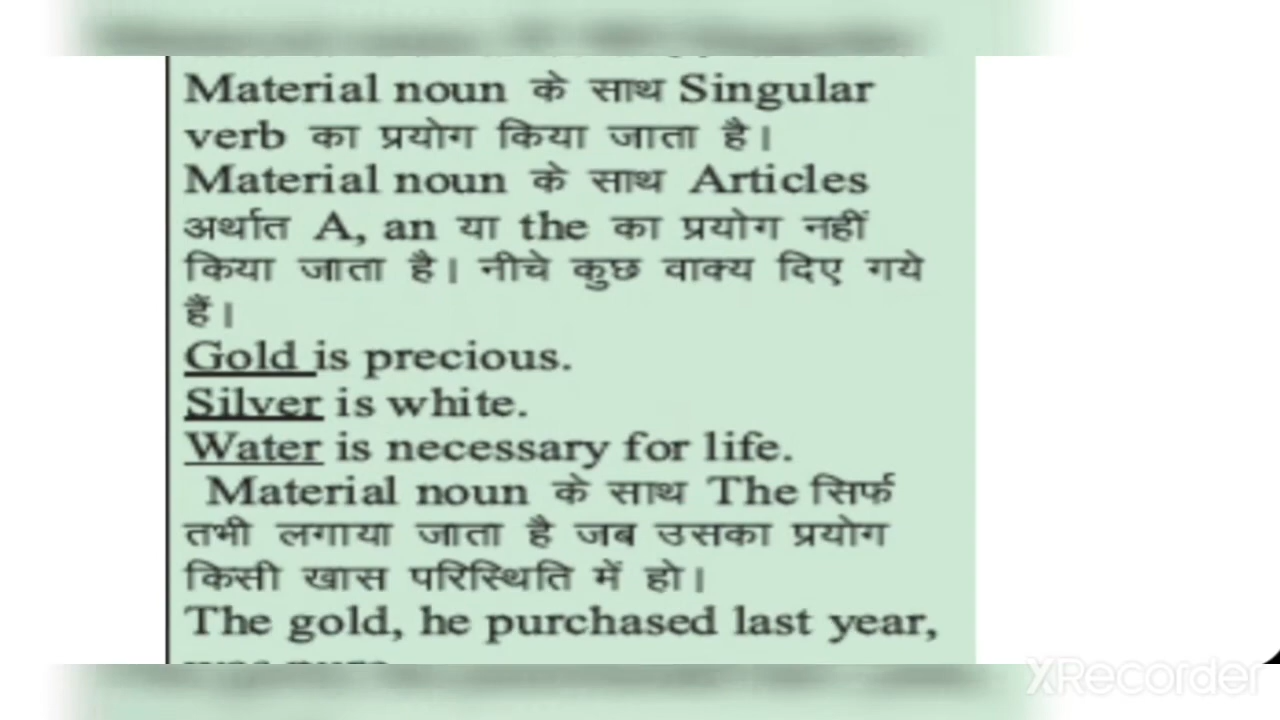 Material noun के साथ Singular
verb का प्रयोग किया जाता है।
Material noun के साथ Articles
अर्थात A, an या the का प्रयोग नहीं
किया जाता है। नीचे कुछ वाक्य दिए गये
हैं।
Gold is precious.
Silver is white.
Water is necessary for life.
Material noun के साथ The सिर्फ
तभी लगाया जाता है जब उसका प्रयोग
किसी खास परिस्थिति में हो।
The gold, he purchased last year,
XRecorder